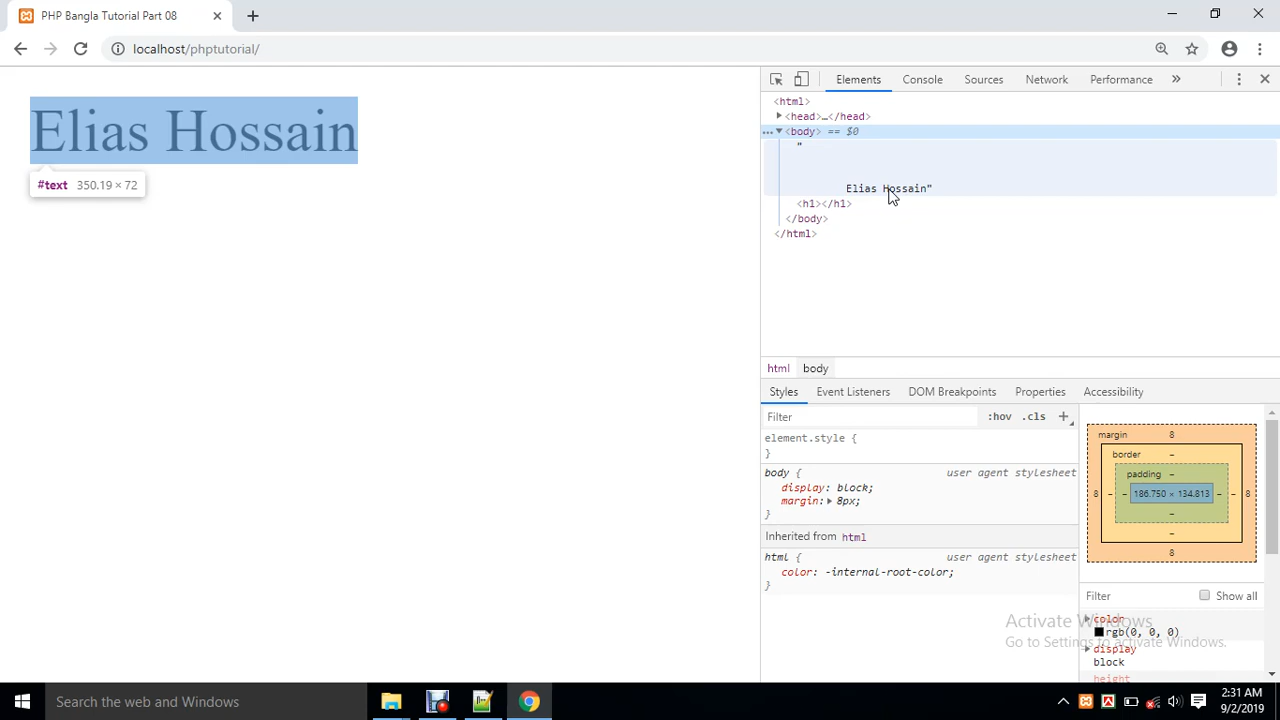 PHP Bangla Tutorial Part 08
localhost/phptutorial/
Elias Hossain
#text 350.19 × 72
Elements Console Sources Network Performance »
<html>
<head>…</head>
<body> == $0
"
Elias Hossain"
<h1></h1>
</body>
</html>
html body
Styles Event Listeners DOM Breakpoints Properties Accessibility
Filter :hov .cls +
element.style {
}
body { user agent stylesheet
display: block;
margin: 8px;
}
Inherited from html
html { user agent stylesheet
color: -internal-root-color;
}
margin 8
border –
padding –
8 – – 186.750 × 134.813 – – 8
–
–
8
Filter Show all
color
rgb(0, 0, 0)
display
block
height
Activate Windows
Go to Settings to activate Windows.
Search the web and Windows
2:31 AM
9/2/2019